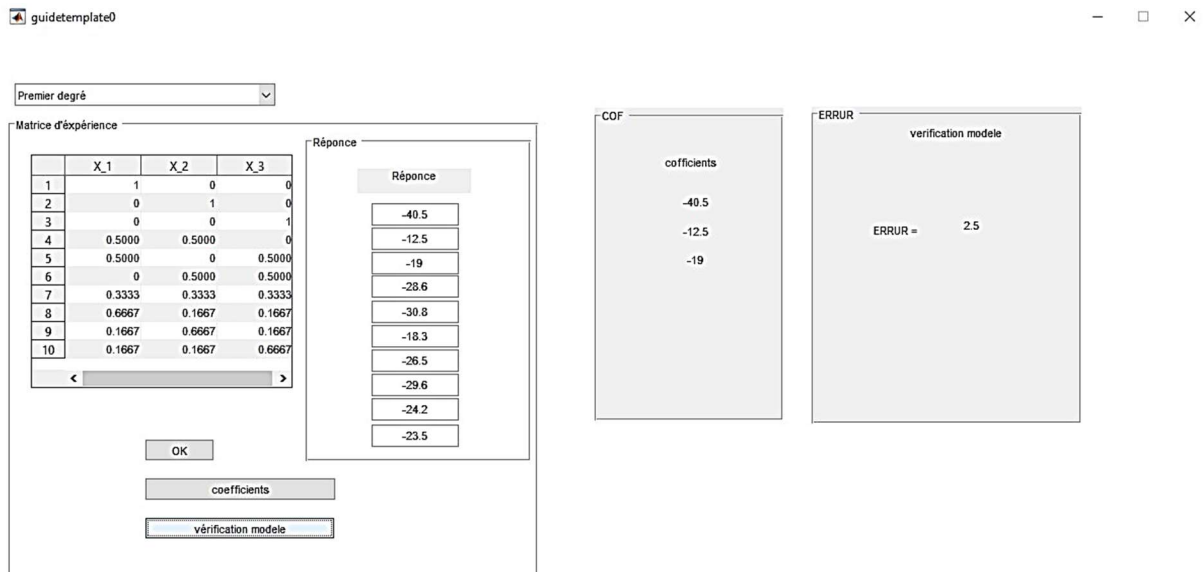 guidetemplate0
Premier degré
Matrice d'éxpérience
X_1 X_2 X_3
1 1 0 0
2 0 1 0
3 0 0 1
4 0.5000 0.5000 0
5 0.5000 0 0.5000
6 0 0.5000 0.5000
7 0.3333 0.3333 0.3333
8 0.6667 0.1667 0.1667
9 0.1667 0.6667 0.1667
10 0.1667 0.1667 0.6667
Réponce
Réponce
-40.5
-12.5
-19
-28.6
-30.8
-18.3
-26.5
-29.6
-24.2
-23.5
OK
coefficients
vérification modele
COF
cofficients
-40.5
-12.5
-19
ERRUR
verification modele
ERRUR = 2.5